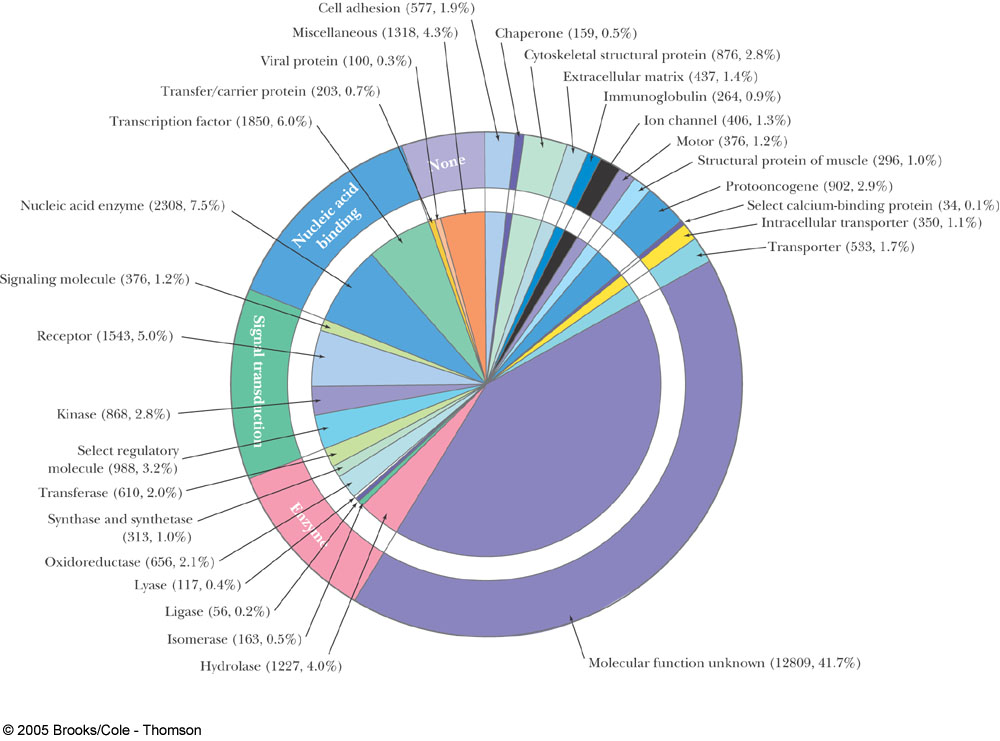 Cell adhesion (577, 1.9%)
Miscellaneous (1318, 4.3%)
Viral protein (100, 0.3%)
Transfer/carrier protein (203, 0.7%)
Transcription factor (1850, 6.0%)
Nucleic acid enzyme (2308, 7.5%)
Signaling molecule (376, 1.2%)
Receptor (1543, 5.0%)
Kinase (868, 2.8%)
Select regulatory
molecule (988, 3.2%)
Transferase (610, 2.0%)
Synthase and synthetase
(313, 1.0%)
Oxidoreductase (656, 2.1%)
Lyase (117, 0.4%)
Ligase (56, 0.2%)
Isomerase (163, 0.5%)
Hydrolase (1227, 4.0%)
Chaperone (159, 0.5%)
Cytoskeletal structural protein (876, 2.8%)
Extracellular matrix (437, 1.4%)
Immunoglobulin (264, 0.9%)
Ion channel (406, 1.3%)
Motor (376, 1.2%)
Structural protein of muscle (296, 1.0%)
Protooncogene (902, 2.9%)
Select calcium-binding protein (34, 0.1%)
Intracellular transporter (350, 1.1%)
Transporter (533, 1.7%)
Molecular function unknown (12809, 41.7%)
None
Nucleic acid
binding
Signal transduction
Enzyme
© 2005 Brooks/Cole - Thomson